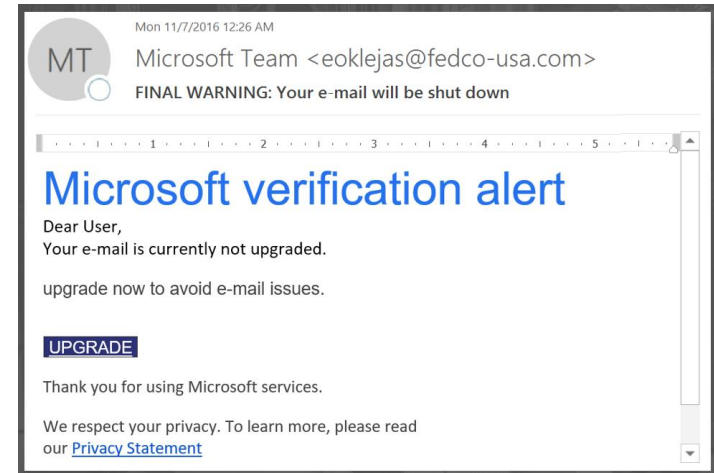 Mon 11/7/2016 12:26 AM
MT
Microsoft Team <eoklejas@fedco-usa.com>
FINAL WARNING: Your e-mail will be shut down
1 2 3 4 5
Microsoft verification alert
Dear User,
Your e-mail is currently not upgraded.
upgrade now to avoid e-mail issues.
UPGRADE
Thank you for using Microsoft services.
We respect your privacy. To learn more, please read
our Privacy Statement